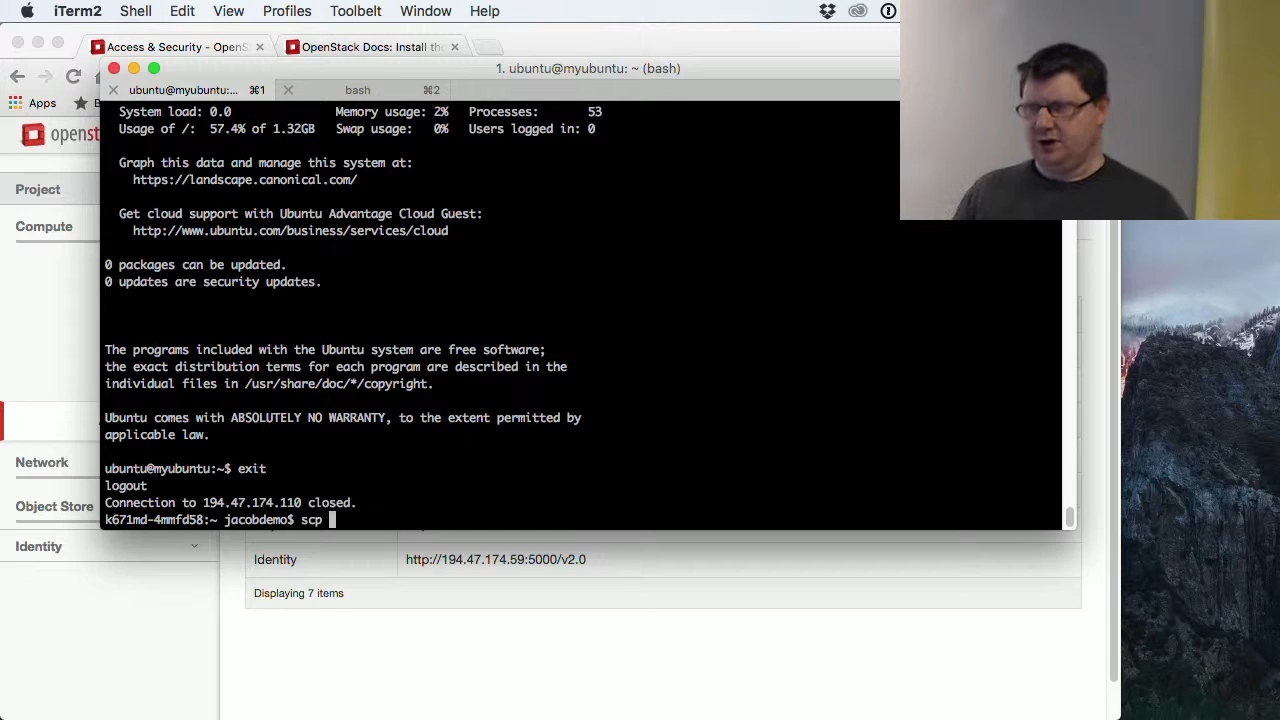 iTerm2 Shell Edit View Profiles Toolbelt Window Help
Access & Security - OpenS
OpenStack Docs: Install the
1. ubuntu@myubuntu: ~ (bash)
ubuntu@myubuntu:... ⌘1 bash ⌘2
Apps
openst
Project
Compute
Network
Object Store
Identity
System load: 0.0 Memory usage: 2% Processes: 53
Usage of /: 57.4% of 1.32GB Swap usage: 0% Users logged in: 0
Graph this data and manage this system at:
https://landscape.canonical.com/
Get cloud support with Ubuntu Advantage Cloud Guest:
http://www.ubuntu.com/business/services/cloud
0 packages can be updated.
0 updates are security updates.
The programs included with the Ubuntu system are free software;
the exact distribution terms for each program are described in the
individual files in /usr/share/doc/*/copyright.
Ubuntu comes with ABSOLUTELY NO WARRANTY, to the extent permitted by
applicable law.
ubuntu@myubuntu:~$ exit
logout
Connection to 194.47.174.110 closed.
k671md-4mmfd58:~ jacobdemo$ scp
Identity http://194.47.174.59:5000/v2.0
Displaying 7 items